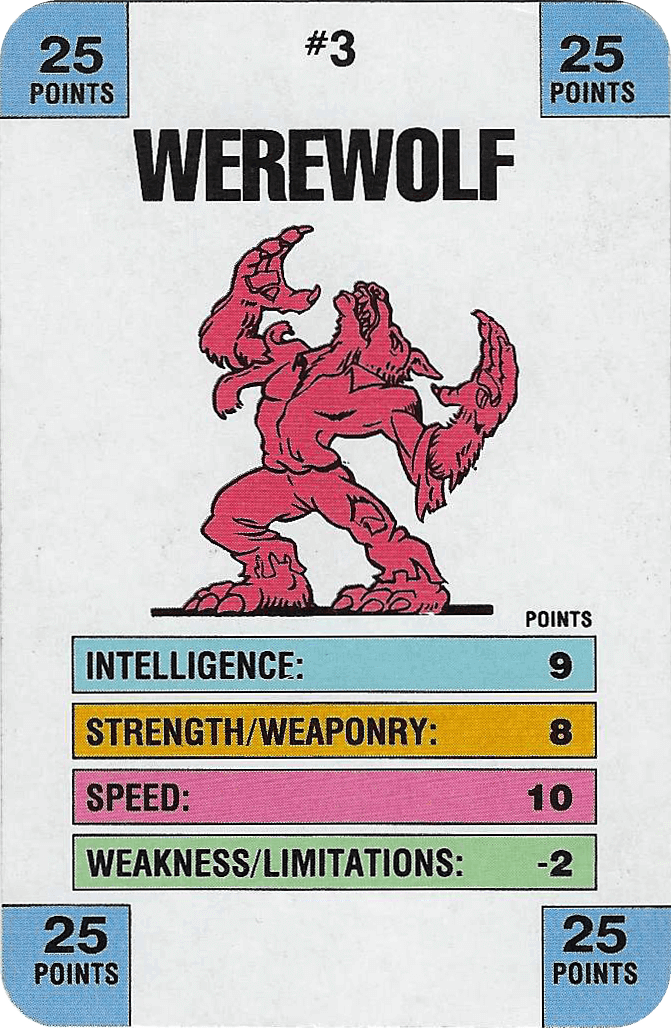 25 POINTS
#3
25 POINTS
WEREWOLF
POINTS
INTELLIGENCE: 9
STRENGTH/WEAPONRY: 8
SPEED: 10
WEAKNESS/LIMITATIONS: -2
25 POINTS
25 POINTS